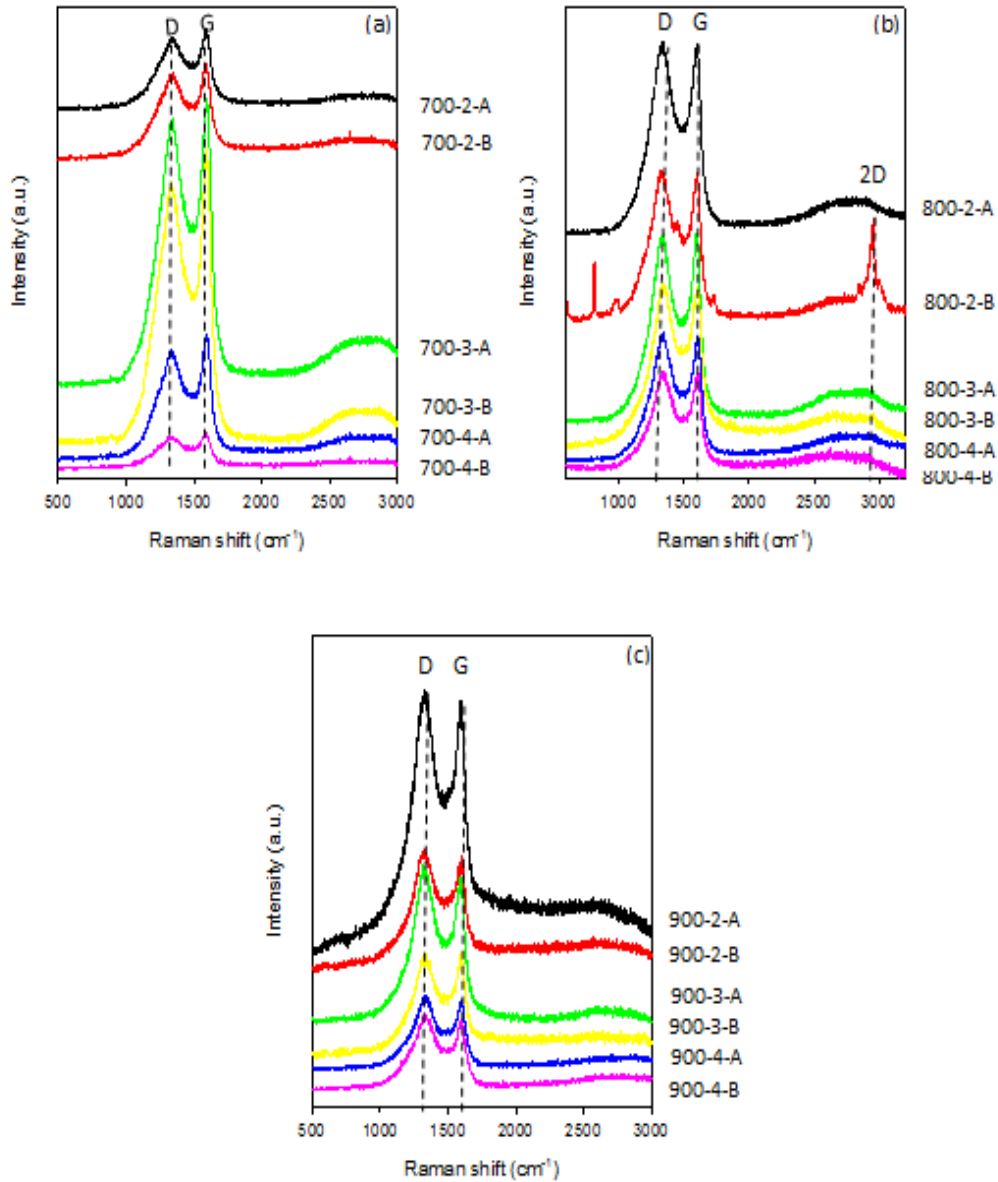 D G (a)
700-2-A
700-2-B
700-3-A
700-3-B
700-4-A
700-4-B
Intensity (a.u.)
500 1000 1500 2000 2500 3000
Raman shift (cm⁻¹)
D G (b)
2D
800-2-A
800-2-B
800-3-A
800-3-B
800-4-A
800-4-B
Intensity (a.u.)
1000 1500 2000 2500 3000
Raman shift (cm⁻¹)
D G (c)
900-2-A
900-2-B
900-3-A
900-3-B
900-4-A
900-4-B
Intensity (a.u.)
500 1000 1500 2000 2500 3000
Raman shift (cm⁻¹)